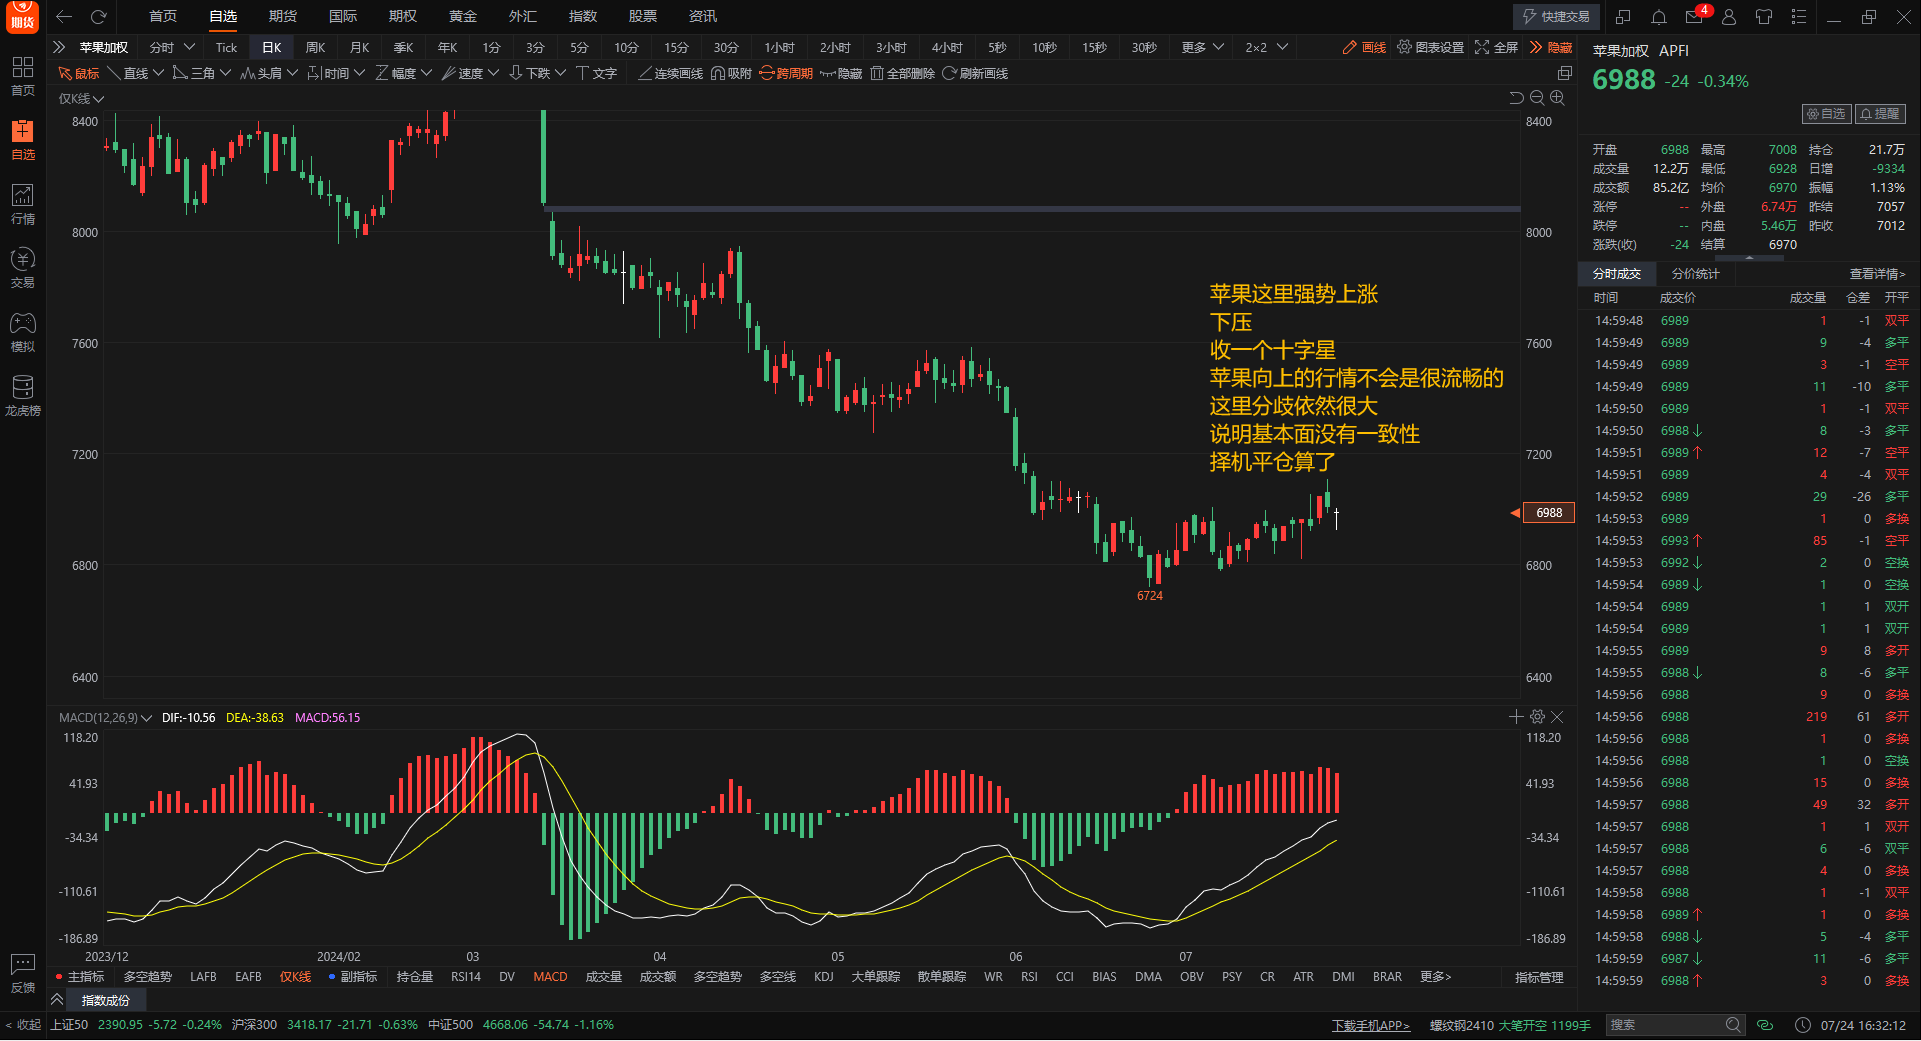 期货
首页 自选 期货 国际 期权 黄金 外汇 指数 股票 资讯
快捷交易 4
苹果加权 分时 Tick 日K 周K 月K 季K 年K 1分 3分 5分 10分 15分 30分 1小时 2小时 3小时 4小时 5秒 10秒 15秒 30秒 更多 2×2 画线 图表设置 全屏 隐藏
鼠标 直线 三角 头肩 时间 幅度 速度 下跌 文字 连续画线 吸附 跨周期 隐藏 全部删除 刷新画线
首页
自选
行情
交易
模拟
龙虎榜
反馈
< 收起
仅K线
8400 8400
8000 8000
7600 7600
7200 7200
6988
6800 6800
6400 6400
6724
苹果这里强势上涨
下压
收一个十字星
苹果向上的行情不会是很流畅的
这里分歧依然很大
说明基本面没有一致性
择机平仓算了
MACD(12,26,9) DIF:-10.56 DEA:-38.63 MACD:56.15
118.20 118.20
41.93 41.93
-34.34 -34.34
-110.61 -110.61
-186.89 -186.89
2023/12 2024/02 03 04 05 06 07
主指标 多空趋势 LAFB EAFB 仅K线 副指标 持仓量 RSI14 DV MACD 成交量 成交额 多空趋势 多空线 KDJ 大单跟踪 散单跟踪 WR RSI CCI BIAS DMA OBV PSY CR ATR DMI BRAR 更多> 指标管理
指数成份
上证50 2390.95 -5.72 -0.24% 沪深300 3418.17 -21.71 -0.63% 中证500 4668.06 -54.74 -1.16%
下载手机APP> 螺纹钢2410 大笔开空 1199手 搜索 07/24 16:32:12
苹果加权 APFI
6988 -24 -0.34%
自选 提醒
开盘 6988 最高 7008 持仓 21.7万
成交量 12.2万 最低 6928 日增 -9334
成交额 85.2亿 均价 6970 振幅 1.13%
涨停 -- 外盘 6.74万 昨结 7057
跌停 -- 内盘 5.46万 昨收 7012
涨跌(收) -24 结算 6970
分时成交 分价统计 查看详情>
时间 成交价 成交量 仓差 开平
14:59:48 6989 1 -1 双平
14:59:49 6989 9 -4 多平
14:59:49 6989 3 -1 空平
14:59:49 6989 11 -10 多平
14:59:50 6989 1 -1 双平
14:59:50 6988↓ 8 -3 多平
14:59:51 6989↑ 12 -7 空平
14:59:51 6989 4 -4 双平
14:59:52 6989 29 -26 多平
14:59:53 6989 1 0 多换
14:59:53 6993↑ 85 -1 空平
14:59:53 6992↓ 2 0 空换
14:59:54 6989↓ 1 0 空换
14:59:54 6989 1 1 双开
14:59:54 6989 1 1 双开
14:59:55 6989 9 8 多开
14:59:55 6988↓ 8 -6 多平
14:59:56 6988 9 0 多换
14:59:56 6988 219 61 多开
14:59:56 6988 1 0 多换
14:59:56 6988 1 0 空换
14:59:56 6988 15 0 多换
14:59:57 6988 49 32 多开
14:59:57 6988 1 1 双开
14:59:57 6988 6 -6 双平
14:59:57 6988 4 0 多换
14:59:58 6988 1 -1 双平
14:59:58 6989↑ 1 0 多换
14:59:58 6988↓ 5 -4 多平
14:59:59 6987↓ 11 -6 多平
14:59:59 6988↑ 3 0 多换